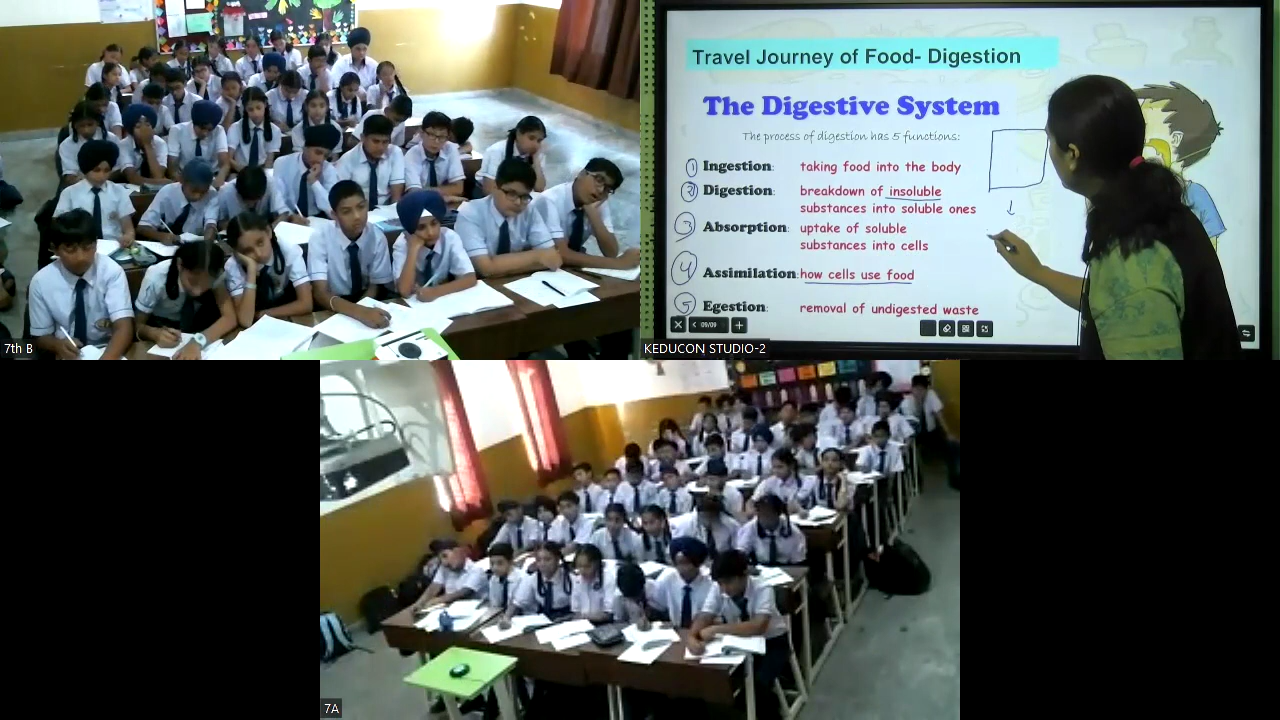 Travel Journey of Food- Digestion
The Digestive System
The process of digestion has 5 functions:
1 Ingestion: taking food into the body
2 Digestion: breakdown of insoluble
substances into soluble ones
3 Absorption: uptake of soluble
substances into cells
4 Assimilation: how cells use food
5 Egestion: removal of undigested waste
09/09
7th B
KEDUCON STUDIO-2
7A